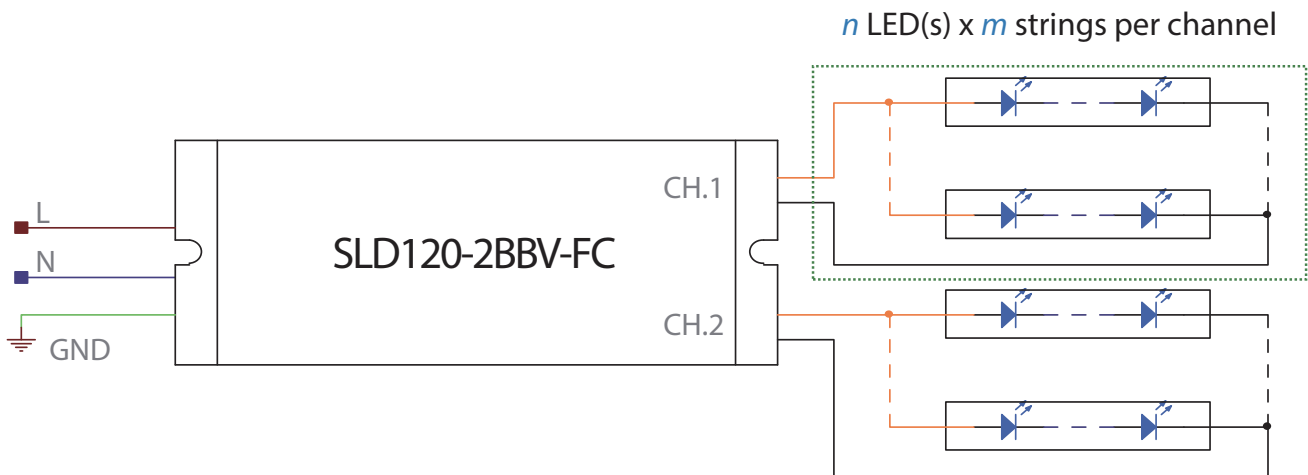 n LED(s) x m strings per channel
CH.1
L
SLD120-2BBV-FC
N
CH.2
GND